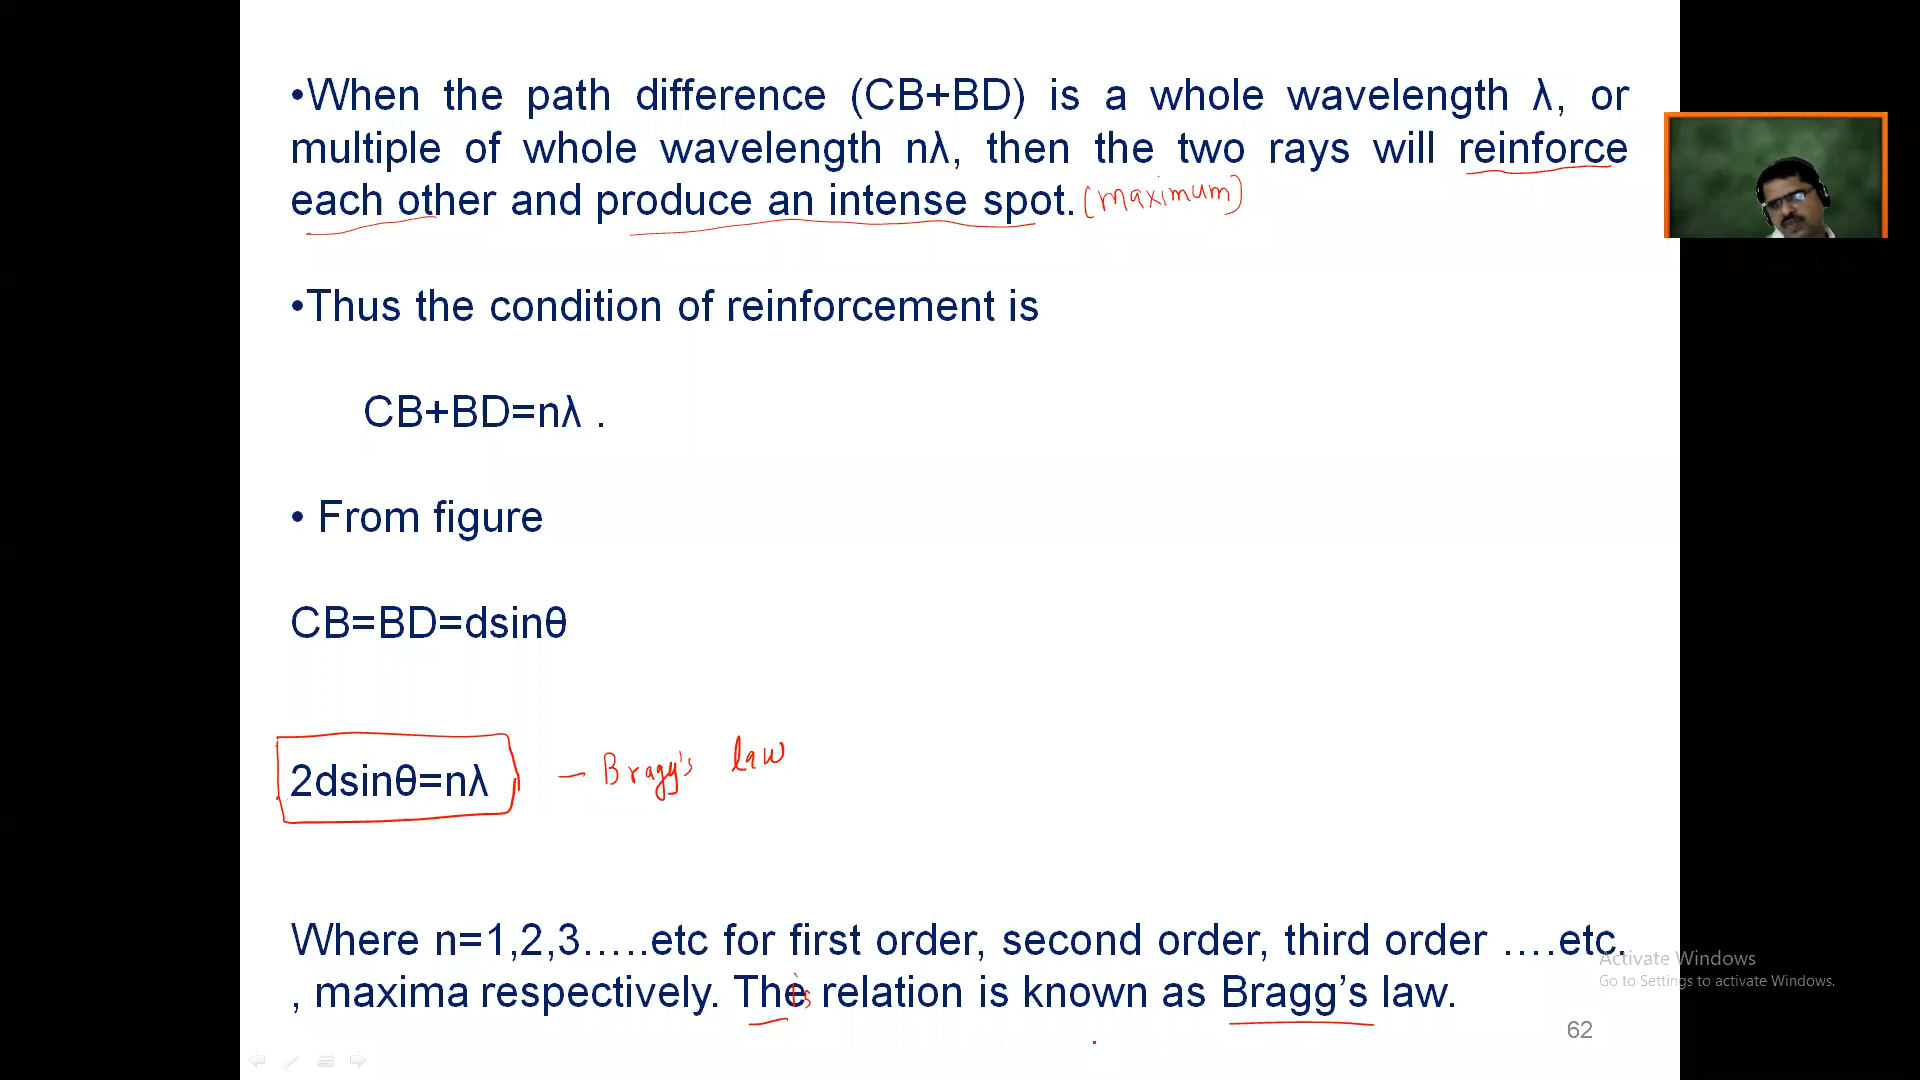 •When the path difference (CB+BD) is a whole wavelength λ, or
multiple of whole wavelength nλ, then the two rays will reinforce
each other and produce an intense spot. (maximum)
•Thus the condition of reinforcement is
CB+BD=nλ .
• From figure
CB=BD=dsinθ
2dsinθ=nλ — Bragg's law
Where n=1,2,3…..etc for first order, second order, third order ….etc.
, maxima respectively. The is relation is known as Bragg’s law.
Activate Windows
Go to Settings to activate Windows.
62